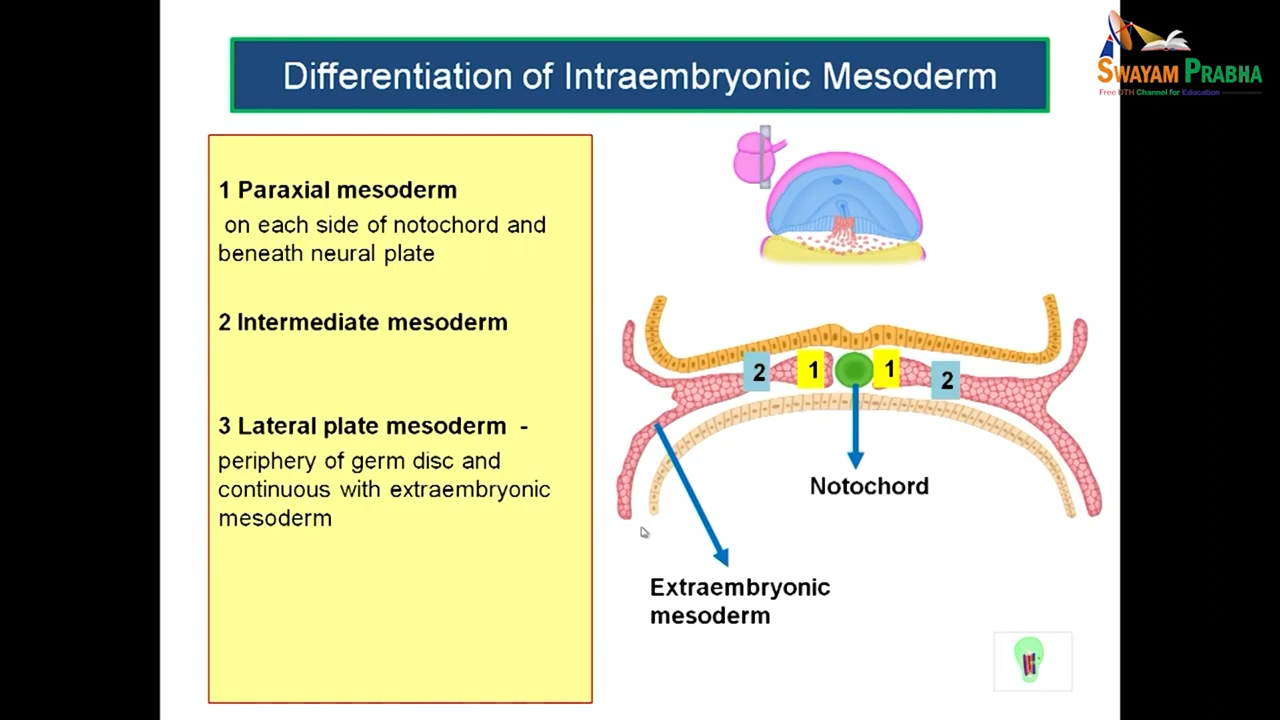 Differentiation of Intraembryonic Mesoderm
SWAYAM PRABHA
Free DTH Channel for Education
1 Paraxial mesoderm
on each side of notochord and
beneath neural plate
2 Intermediate mesoderm
3 Lateral plate mesoderm -
periphery of germ disc and
continuous with extraembryonic
mesoderm
2 1 1 2
Notochord
Extraembryonic
mesoderm